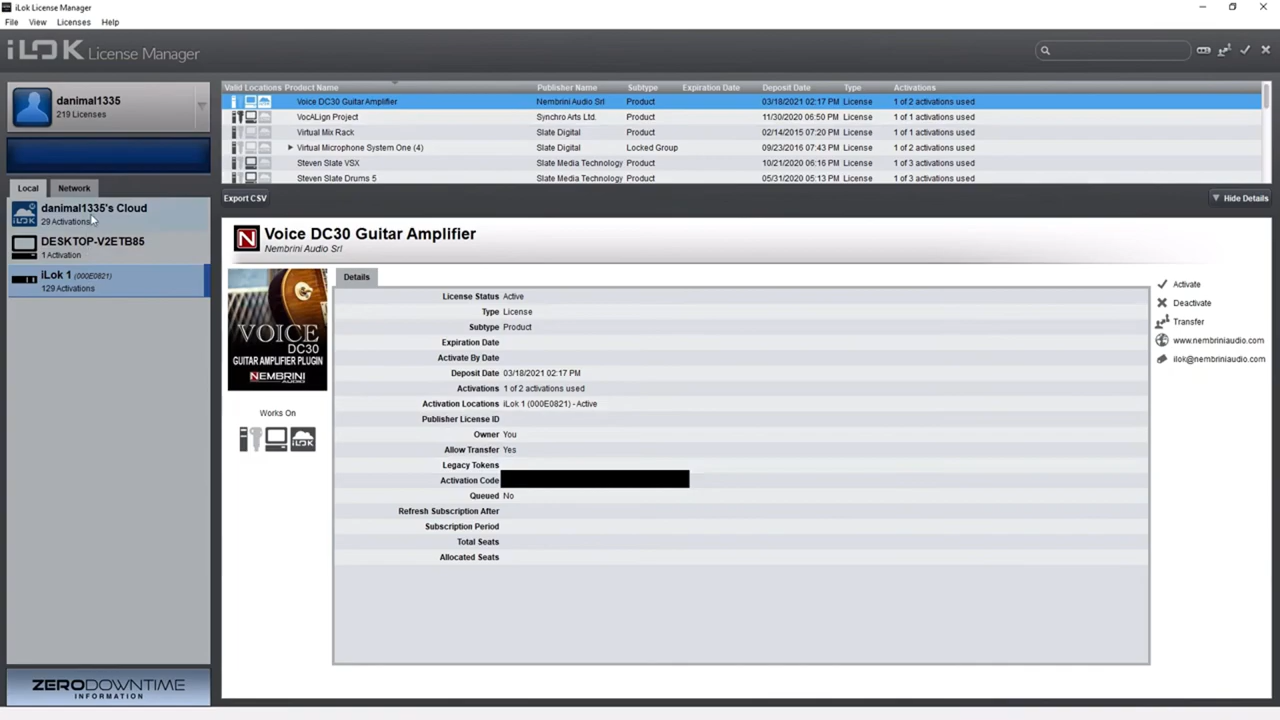 iLok License Manager
File View Licenses Help
iLOK License Manager
danimal1335
219 Licenses
Local Network
danimal1335's Cloud
29 Activations
DESKTOP-V2ETB85
1 Activation
iLok 1 (000E0821)
129 Activations
ZERODOWNTIME
INFORMATION
Valid Locations Product Name Publisher Name Subtype Expiration Date Deposit Date Type Activations
Voice DC30 Guitar Amplifier Nembrini Audio Srl Product 03/18/2021 02:17 PM License 1 of 2 activations used
VocALign Project Synchro Arts Ltd. Product 11/30/2020 06:50 PM License 1 of 1 activations used
Virtual Mix Rack Slate Digital Product 02/14/2015 07:20 PM License 1 of 1 activations used
Virtual Microphone System One (4) Slate Digital Locked Group 09/23/2016 07:43 PM License 1 of 2 activations used
Steven Slate VSX Slate Media Technology Product 10/21/2020 06:16 PM License 1 of 3 activations used
Steven Slate Drums 5 Slate Media Technology Product 05/31/2017 05:13 PM License 1 of 3 activations used
Export CSV Hide Details
Voice DC30 Guitar Amplifier
Nembrini Audio Srl
VOICE
DC30
GUITAR AMPLIFIER PLUGIN
NEMBRINI
AUDIO
Works On
iLOK
Details
License Status Active
Type License
Subtype Product
Expiration Date
Activate By Date
Deposit Date 03/18/2021 02:17 PM
Activations 1 of 2 activations used
Activation Locations iLok 1 (000E0821) - Active
Publisher License ID
Owner You
Allow Transfer Yes
Legacy Tokens
Activation Code
Queued No
Refresh Subscription After
Subscription Period
Total Seats
Allocated Seats
Activate
Deactivate
Transfer
www.nembriniaudio.com
ilok@nembriniaudio.com